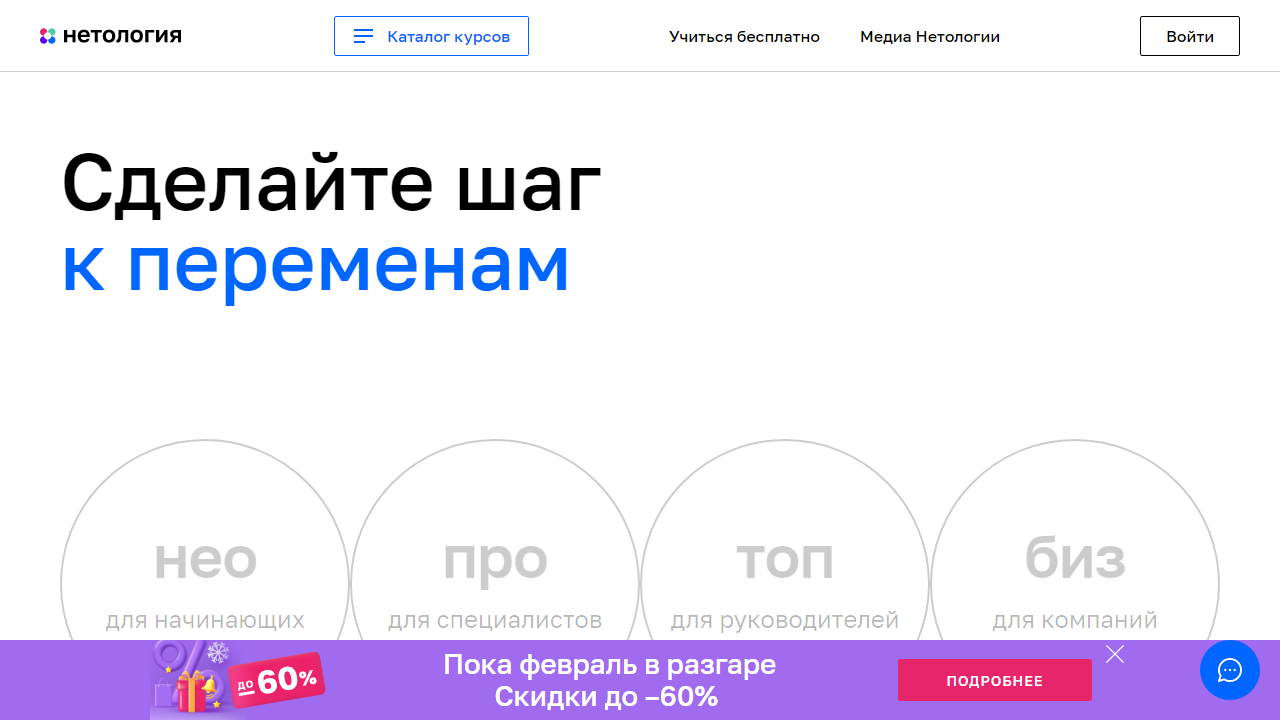 нетология
Каталог курсов
Учиться бесплатно
Медиа Нетологии
Войти
Сделайте шаг
к переменам
нео
для начинающих
про
для специалистов
топ
для руководителей
биз
для компаний
до 60%
Пока февраль в разгаре
Скидки до –60%
ПОДРОБНЕЕ